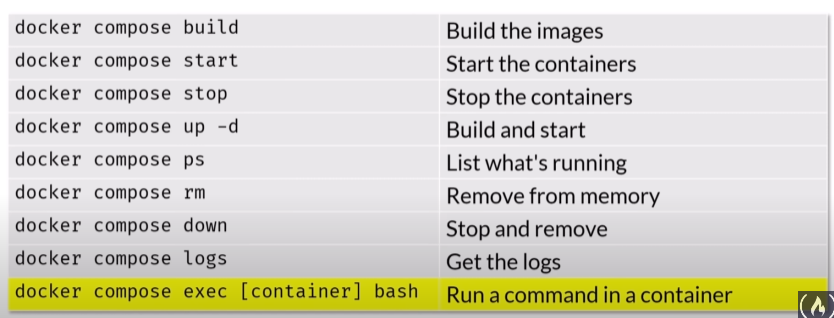 docker compose build Build the images
docker compose start Start the containers
docker compose stop Stop the containers
docker compose up -d Build and start
docker compose ps List what's running
docker compose rm Remove from memory
docker compose down Stop and remove
docker compose logs Get the logs
docker compose exec [container] bash Run a command in a container